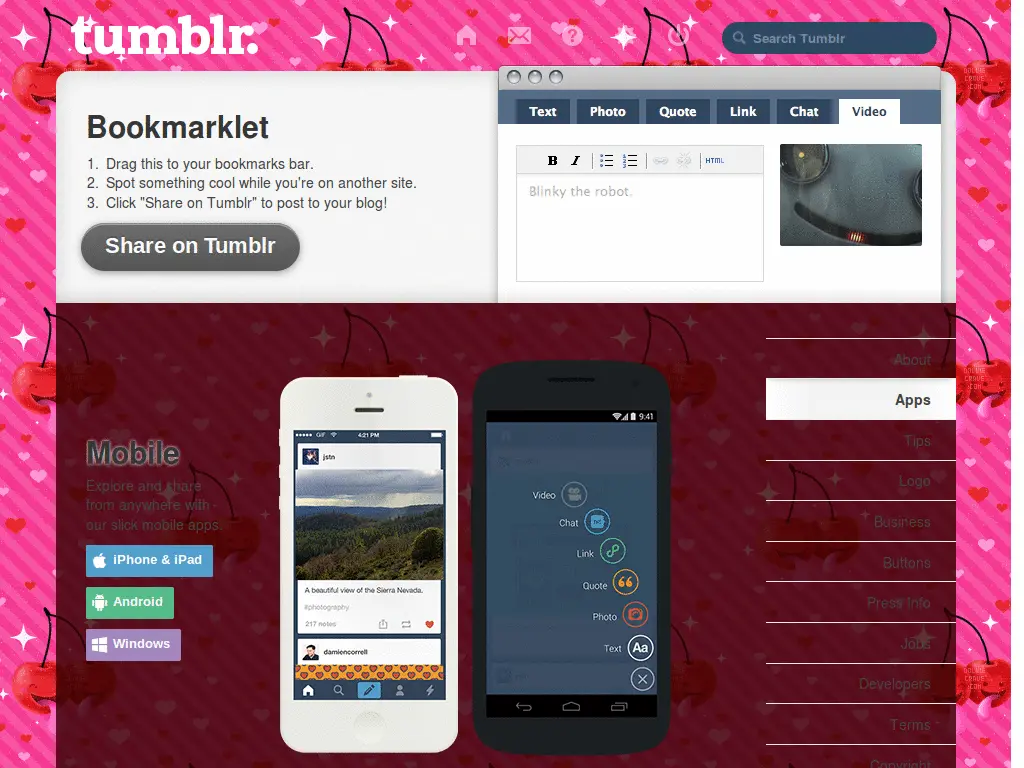 tumblr.
?
Search Tumblr
Bookmarklet
1. Drag this to your bookmarks bar.
2. Spot something cool while you're on another site.
3. Click "Share on Tumblr" to post to your blog!
Share on Tumblr
Text Photo Quote Link Chat Video
B I HTML
Blinky the robot.
Mobile
Explore and share
from anywhere with
our slick mobile apps.
iPhone & iPad
Android
Windows
GIF 4:21 PM
jstn
A beautiful view of the Sierra Nevada.
#photography
217 notes
damiencorrell
9:41
Video
Chat
Link
Quote
Photo
Text Aa
About
Apps
Tips
Logo
Business
Buttons
Press Info
Jobs
Developers
Terms
Copyright